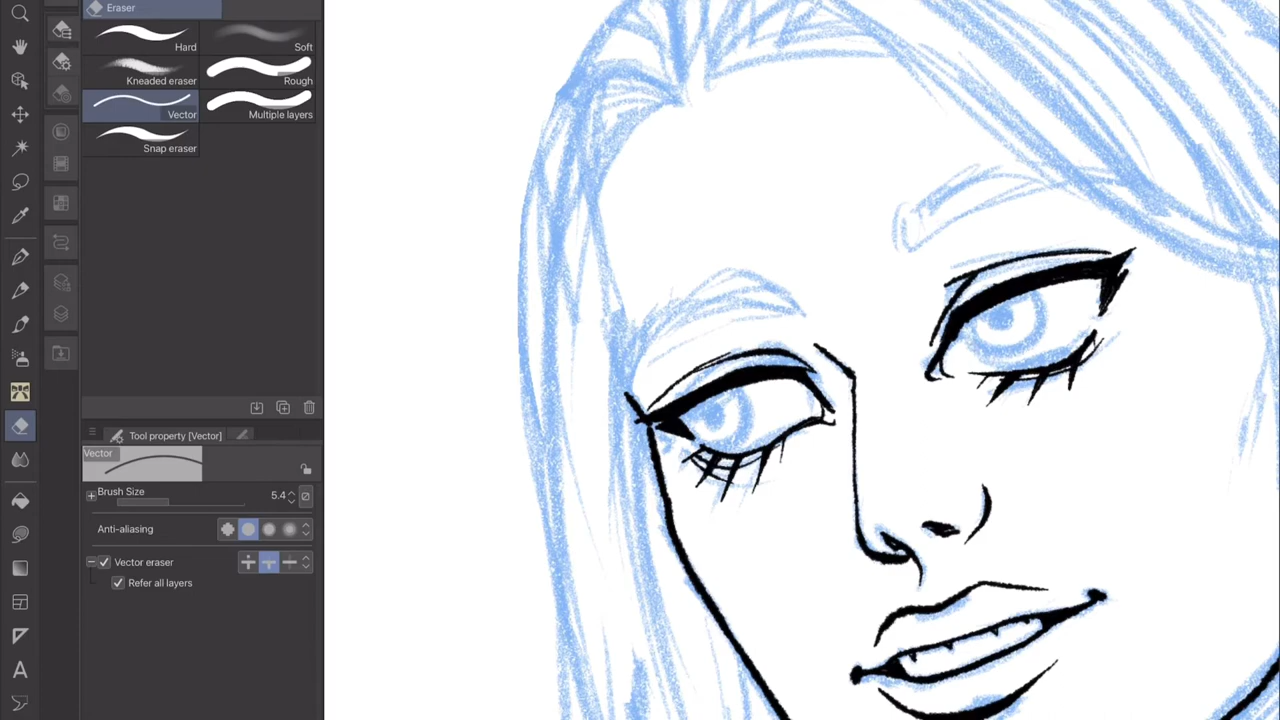 Eraser
Hard
Soft
Kneaded eraser
Rough
Vector
Multiple layers
Snap eraser
Tool property [Vector]
Vector
Brush Size
5.4
Anti-aliasing
Vector eraser
Refer all layers